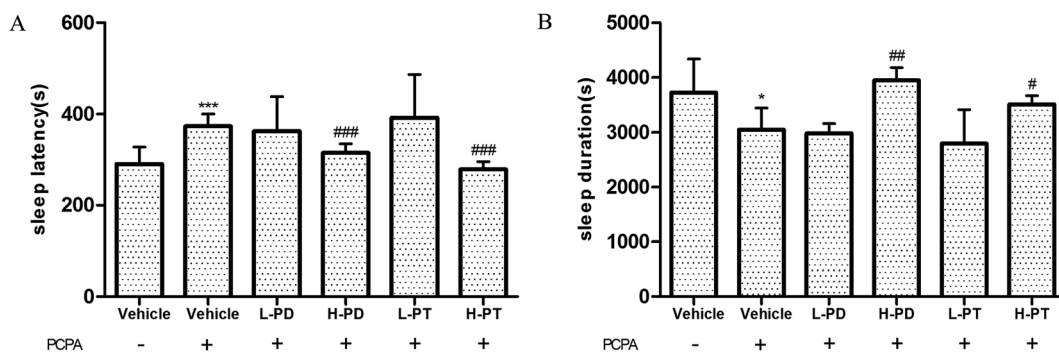 A
sleep latency(s)
600
400
200
0
***
###
###
Vehicle Vehicle L-PD H-PD L-PT H-PT
PCPA - + + + + +
B
sleep duration(s)
5000
4000
3000
2000
1000
0
*
##
#
Vehicle Vehicle L-PD H-PD L-PT H-PT
PCPA - + + + + +